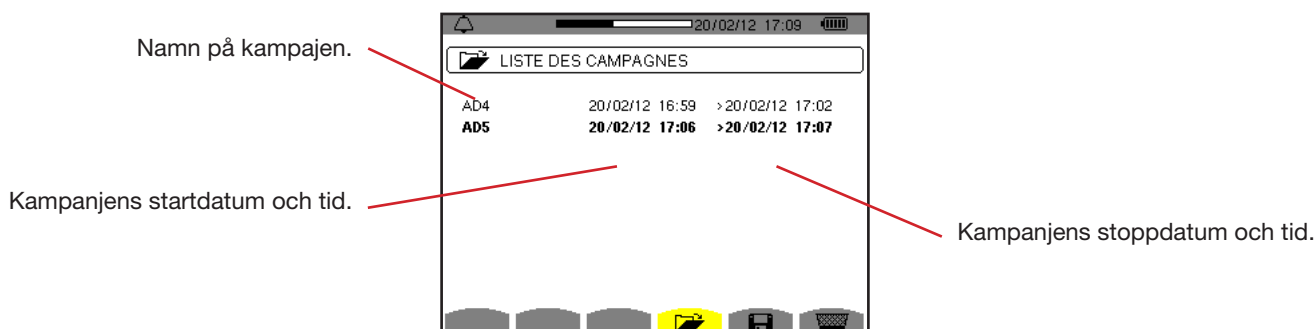 20/02/12 17:09
Namn på kampajen.
LISTE DES CAMPAGNES
AD4 20/02/12 16:59 >20/02/12 17:02
AD5 20/02/12 17:06 >20/02/12 17:07
Kampanjens startdatum och tid.
Kampanjens stoppdatum och tid.